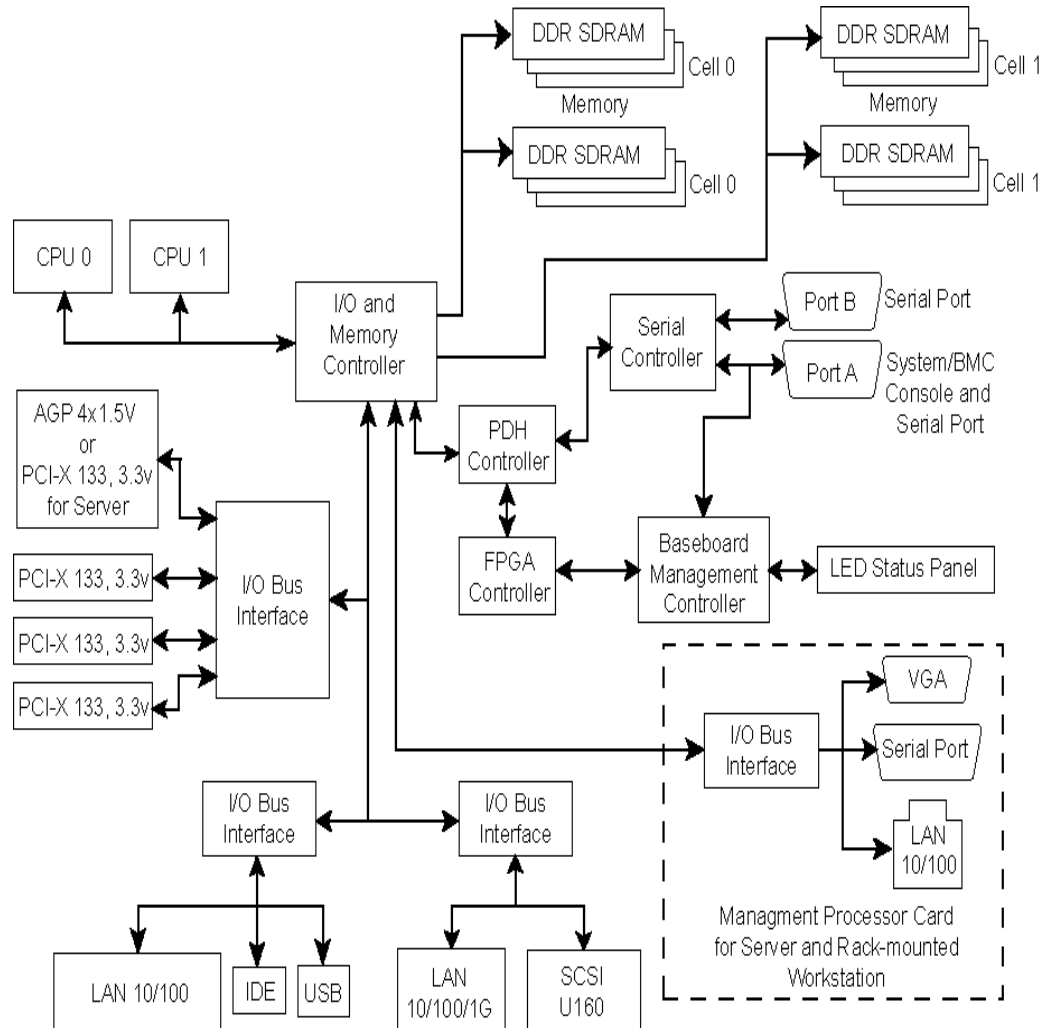 DDR SDRAM
Cell 0
Memory
DDR SDRAM
Cell 0
DDR SDRAM
Cell 1
Memory
DDR SDRAM
Cell 1
CPU 0
CPU 1
I/O and
Memory
Controller
Serial
Controller
Port B
Serial Port
Port A
System/BMC
Console and
Serial Port
AGP 4x1.5V
or
PCI-X 133, 3.3v
for Server
PCI-X 133, 3.3v
PCI-X 133, 3.3v
PCI-X 133, 3.3v
I/O Bus
Interface
PDH
Controller
FPGA
Controller
Baseboard
Management
Controller
LED Status Panel
I/O Bus
Interface
VGA
Serial Port
LAN
10/100
Managment Processor Card
for Server and Rack-mounted
Workstation
I/O Bus
Interface
I/O Bus
Interface
LAN 10/100
IDE
USB
LAN
10/100/1G
SCSI
U160